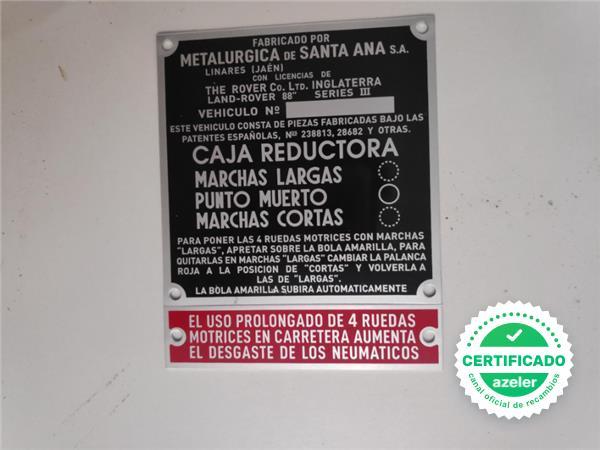 FABRICADO POR
METALURGICA DE SANTA ANA S.A.
LINARES (JAÉN)
CON LICENCIAS DE
THE ROVER Co. LTD. INGLATERRA
LAND-ROVER 88" SERIES III
VEHICULO Nº
ESTE VEHICULO CONSTA DE PIEZAS FABRICADAS BAJO LAS
PATENTES ESPAÑOLAS, Nºs 238813, 28682 Y OTRAS.
CAJA REDUCTORA
MARCHAS LARGAS
PUNTO MUERTO
MARCHAS CORTAS
PARA PONER LAS 4 RUEDAS MOTRICES CON MARCHAS
"LARGAS", APRETAR SOBRE LA BOLA AMARILLA, PARA
QUITARLAS EN MARCHAS "LARGAS" CAMBIAR LA PALANCA
ROJA A LA POSICION DE "CORTAS" Y VOLVERLA A
LAS DE "LARGAS".
LA BOLA AMARILLA SUBIRA AUTOMATICAMENTE
EL USO PROLONGADO DE 4 RUEDAS
MOTRICES EN CARRETERA AUMENTA
EL DESGASTE DE LOS NEUMATICOS
CERTIFICADO
azeler
canal oficial de recambios